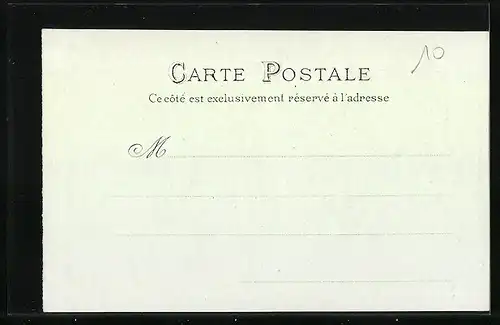 10
CARTE POSTALE
Ce côté est exclusivement réservé à l'adresse
M